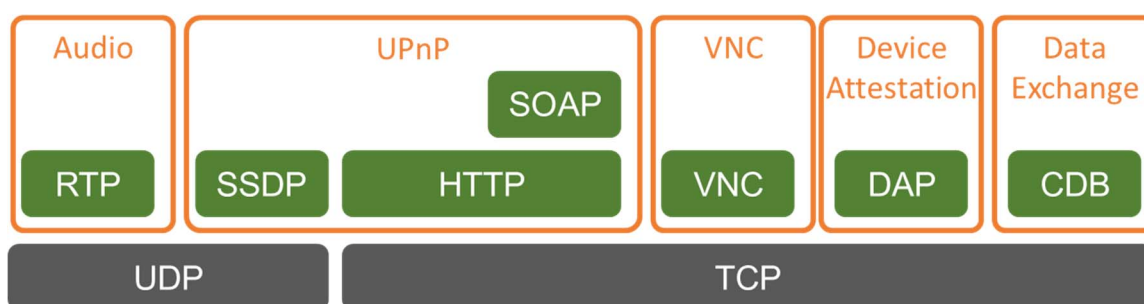 Audio
UPnP
VNC
Device
Attestation
Data
Exchange
SOAP
RTP
SSDP
HTTP
VNC
DAP
CDB
UDP
TCP